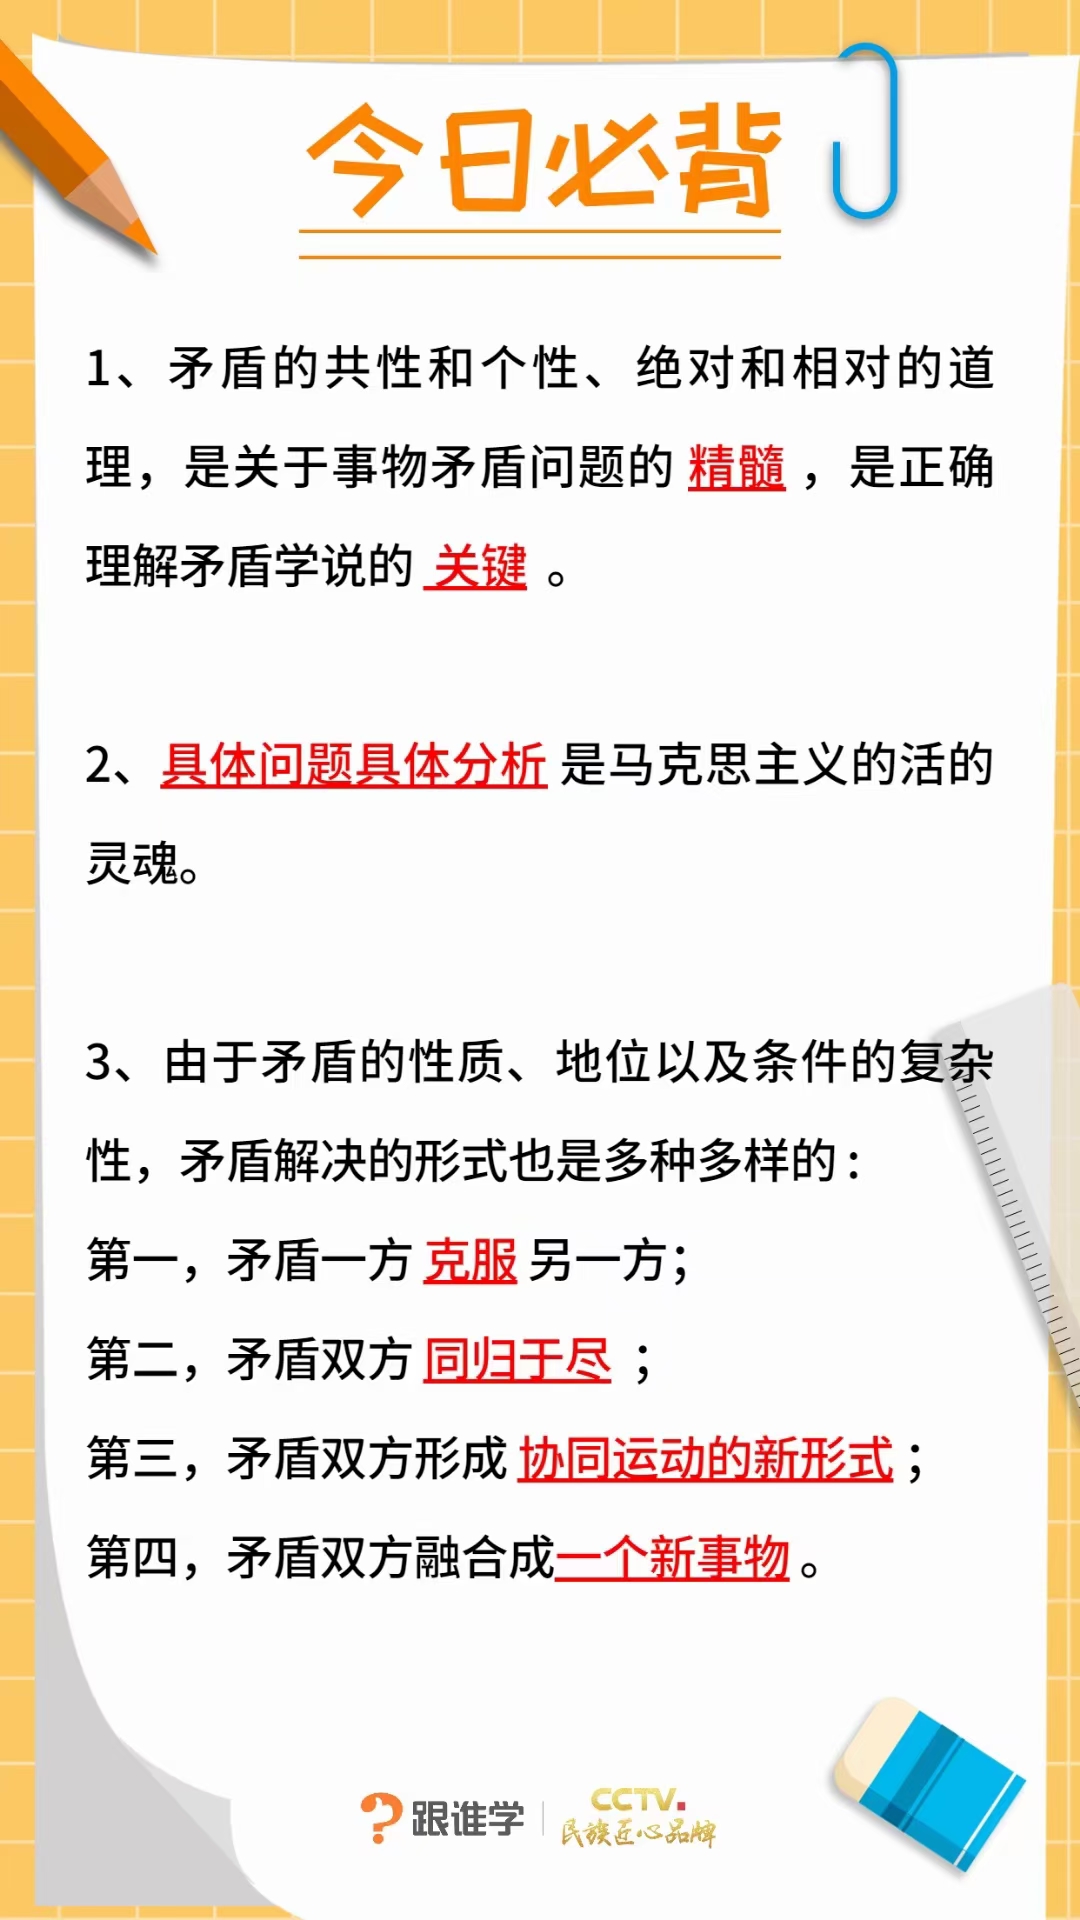 今日必背
1、矛盾的共性和个性、绝对和相对的道
理，是关于事物矛盾问题的 精髓 ，是正确
理解矛盾学说的 关键 。
2、具体问题具体分析 是马克思主义的活的
灵魂。
3、由于矛盾的性质、地位以及条件的复杂
性，矛盾解决的形式也是多种多样的：
第一，矛盾一方 克服 另一方；
第二，矛盾双方 同归于尽 ；
第三，矛盾双方形成 协同运动的新形式 ；
第四，矛盾双方融合成一个新事物 。
跟谁学
CCTV.
民族匠心品牌